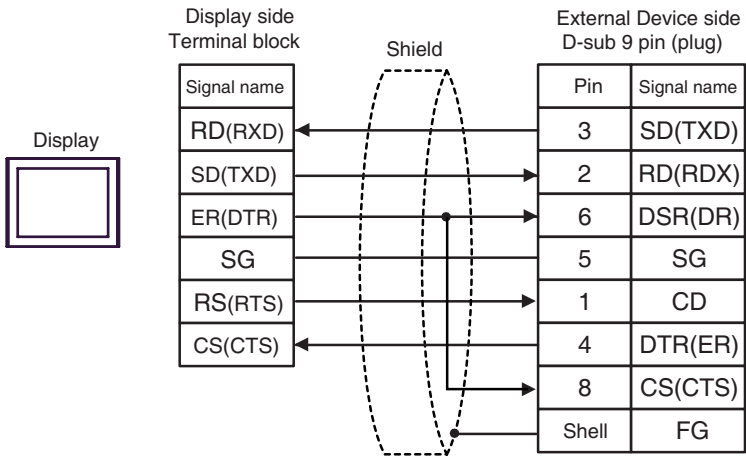 Display side
Terminal block
External Device side
D-sub 9 pin (plug)
Shield
Display
Signal name
Pin
Signal name
RD(RXD)
3
SD(TXD)
SD(TXD)
2
RD(RDX)
ER(DTR)
6
DSR(DR)
SG
5
SG
RS(RTS)
1
CD
CS(CTS)
4
DTR(ER)
8
CS(CTS)
Shell
FG